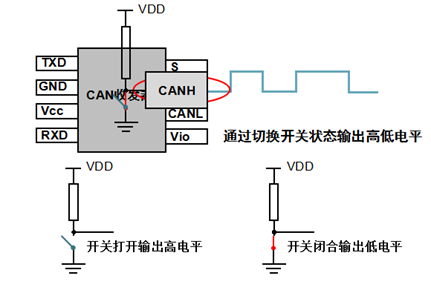 VDD
TXD
S
GND
CAN收发
CANH
Vcc
CANL
RXD
Vio
通过切换开关状态输出高低电平
VDD
VDD
开关打开输出高电平
开关闭合输出低电平